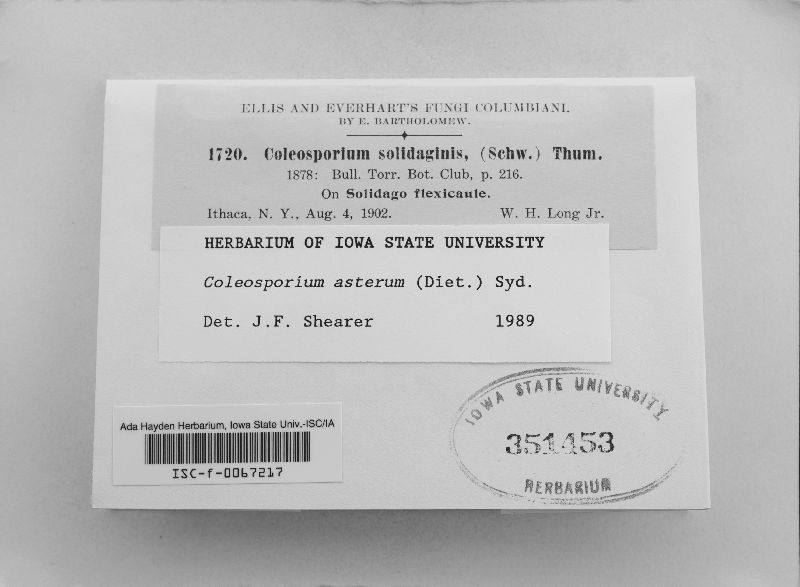 ELLIS AND EVERHART'S FUNGI COLUMBIANI.
BY E. BARTHOLOMEW.
1720. Coleosporium solidaginis, (Schw.) Thum.
1878: Bull. Torr. Bot. Club, p. 216.
On Solidago flexicaule.
Ithaca, N. Y., Aug. 4, 1902. W. H. Long Jr.
HERBARIUM OF IOWA STATE UNIVERSITY
Coleosporium asterum (Diet.) Syd.
Det. J.F. Shearer 1989
Ada Hayden Herbarium, Iowa State Univ.-ISC/IA
ISC-f-0067217
IOWA STATE UNIVERSITY
351453
HERBARIUM